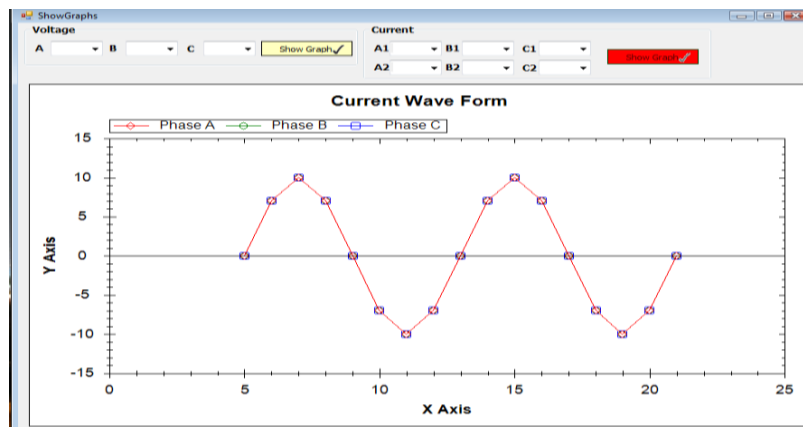 ShowGraphs
Voltage
A B C Show Graph
Current
A1 B1 C1
A2 B2 C2
Show Graph
Current Wave Form
Phase A Phase B Phase C
15
10
5
0
-5
-10
-15
Y Axis
0 5 10 15 20 25
X Axis